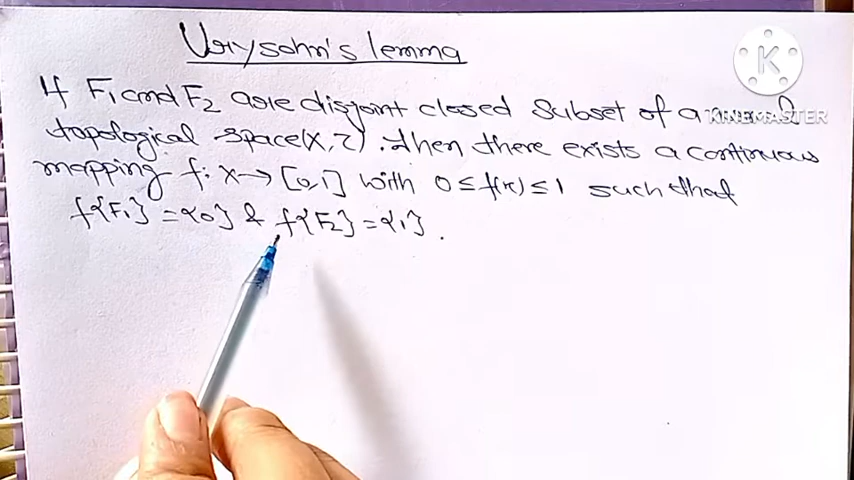 Urysohn's lemma
If F1 and F2 are disjoint closed subset of a
topological space (X, τ). Then there exists a continuous
mapping f: X→[0,1] with 0≤f(x)≤1 such that
f{F1} = {0} & f{F2} = {1}.
K
KINEMASTER